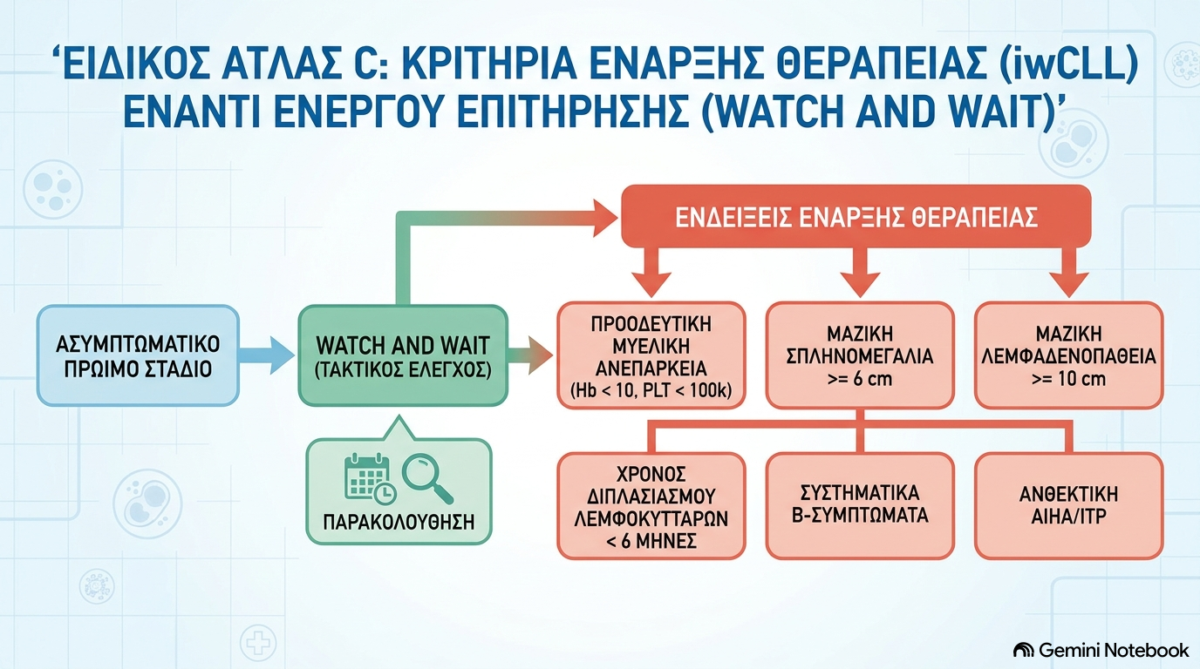 ‘ΕΙΔΙΚΟΣ ΑΤΛΑΣ C: ΚΡΙΤΗΡΙΑ ΕΝΑΡΞΗΣ ΘΕΡΑΠΕΙΑΣ (iwCLL)
ΕΝΑΝΤΙ ΕΝΕΡΓΟΥ ΕΠΙΤΗΡΗΣΗΣ (WATCH AND WAIT)’
ΕΝΔΕΙΞΕΙΣ ΕΝΑΡΞΗΣ ΘΕΡΑΠΕΙΑΣ
ΑΣΥΜΠΤΩΜΑΤΙΚΟ
ΠΡΩΙΜΟ ΣΤΑΔΙΟ
WATCH AND WAIT
(ΤΑΚΤΙΚΟΣ ΕΛΕΓΧΟΣ)
ΠΑΡΑΚΟΛΟΥΘΗΣΗ
ΠΡΟΟΔΕΥΤΙΚΗ
ΜΥΕΛΙΚΗ
ΑΝΕΠΑΡΚΕΙΑ
(Hb < 10, PLT < 100k)
ΜΑΖΙΚΗ
ΣΠΛΗΝΟΜΕΓΑΛΙΑ
>= 6 cm
ΜΑΖΙΚΗ
ΛΕΜΦΑΔΕΝΟΠΑΘΕΙΑ
>= 10 cm
ΧΡΟΝΟΣ
ΔΙΠΛΑΣΙΑΣΜΟΥ
ΛΕΜΦΟΚΥΤΤΑΡΩΝ
< 6 ΜΗΝΕΣ
ΣΥΣΤΗΜΑΤΙΚΑ
Β-ΣΥΜΠΤΩΜΑΤΑ
ΑΝΘΕΚΤΙΚΗ
AIHA/ITP
Gemini Notebook